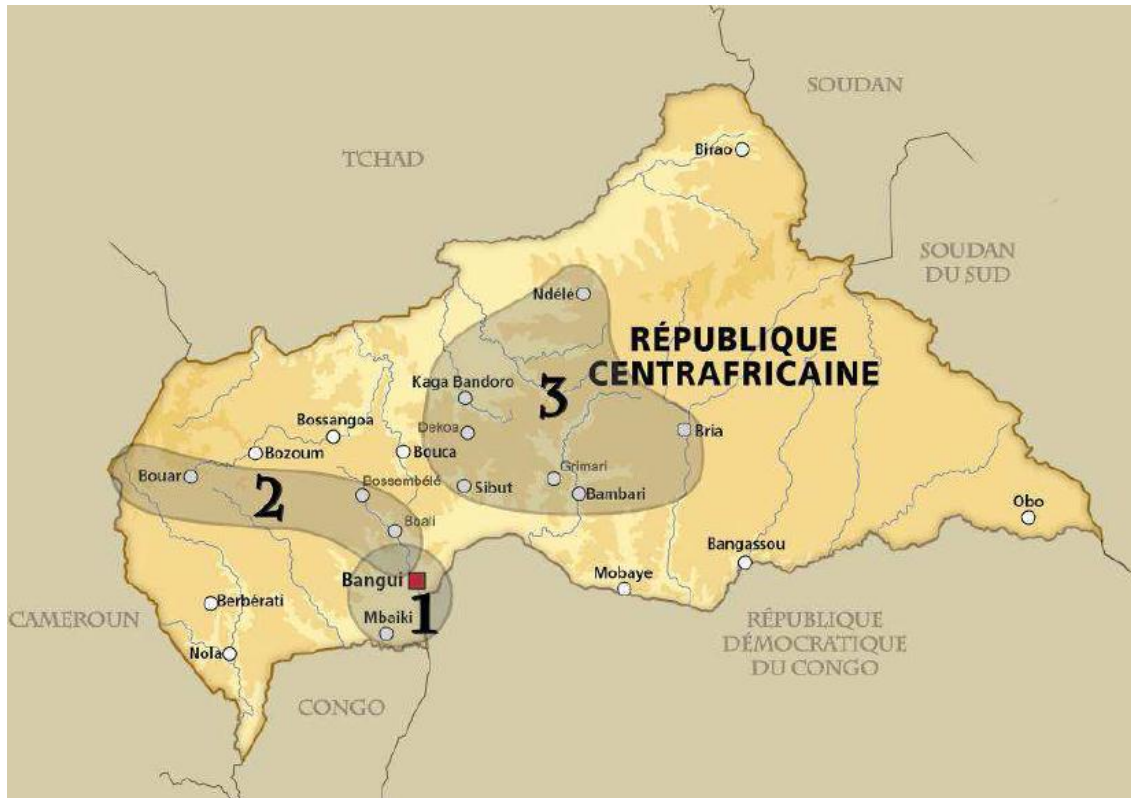 SOUDAN
Birao
TCHAD
SOUDAN
DU SUD
Ndélé
RÉPUBLIQUE
CENTRAFRICAINE
Kaga Bandoro
3
Dekoa
Bria
Bossangoa
Bozoum
Bouca
Grimari
Bouar
2
Bossembélé
Sibut
Bambari
Obo
Boali
Bangassou
Bangui
Mobaye
1
Berbérati
Mbaiki
CAMEROUN
RÉPUBLIQUE
DÉMOCRATIQUE
DU CONGO
Nola
CONGO